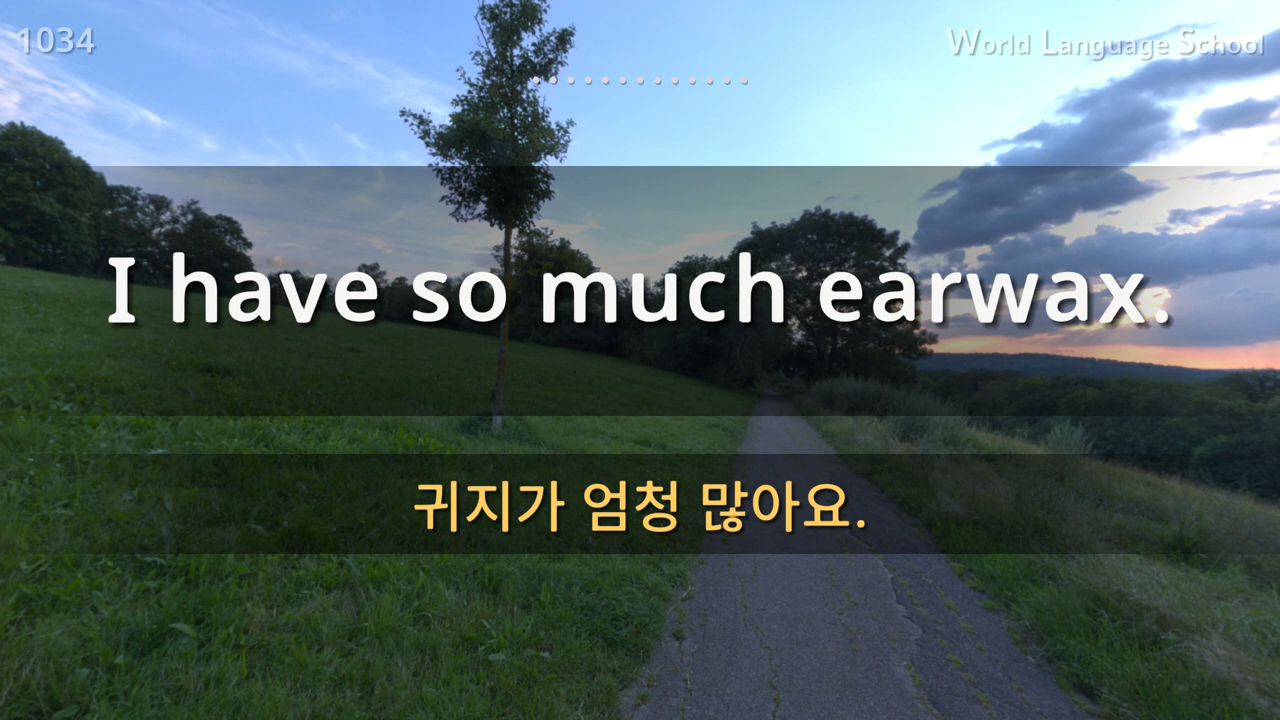 1034
World Language School
I have so much earwax.
귀지가 엄청 많아요.